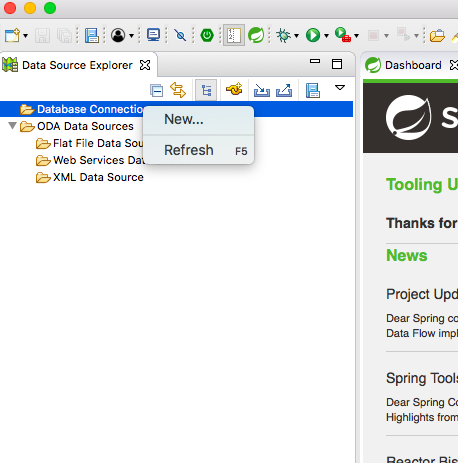 Data Source Explorer
Dashboard
Database Connectio
New...
Refresh F5
ODA Data Sources
Flat File Data Sou
Web Services Da
XML Data Source
S
Tooling U
Thanks for
News
Project Upd
Dear Spring co
Data Flow impl
Spring Tools
Dear Spring Co
Highlights from
Reactor Bis